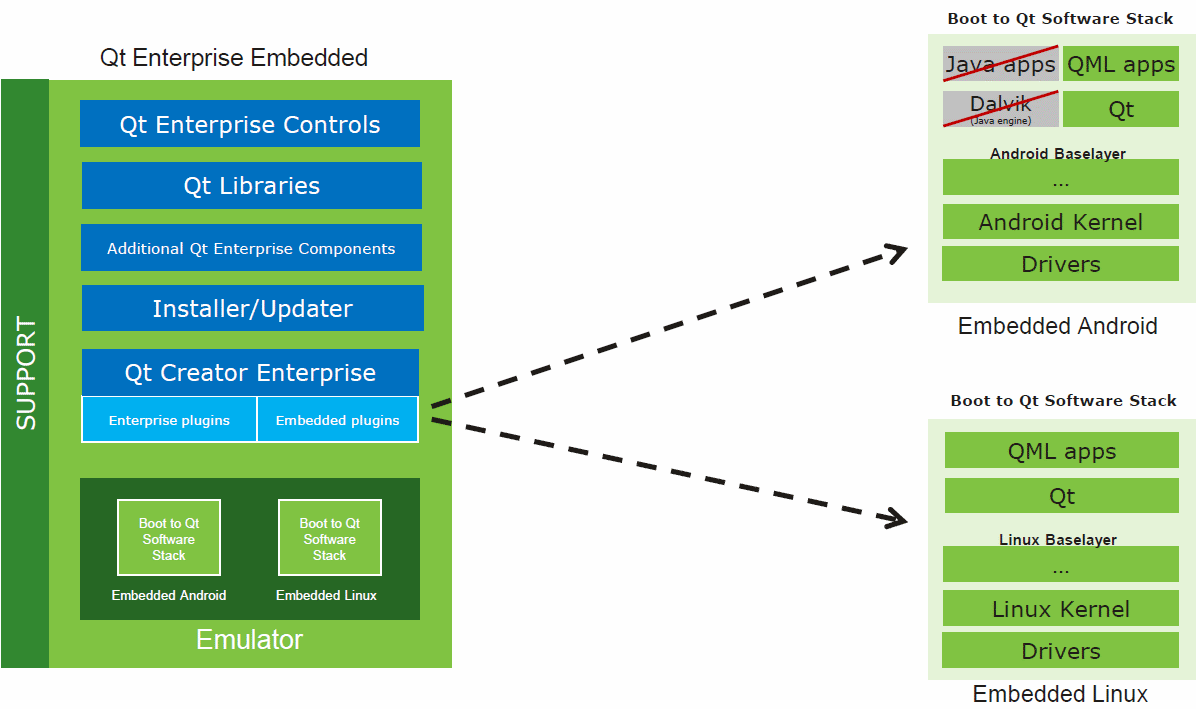 Qt Enterprise Embedded
SUPPORT
Qt Enterprise Controls
Qt Libraries
Additional Qt Enterprise Components
Installer/Updater
Qt Creator Enterprise
Enterprise plugins
Embedded plugins
Boot to Qt
Software
Stack
Embedded Android
Boot to Qt
Software
Stack
Embedded Linux
Emulator
Boot to Qt Software Stack
Java apps
QML apps
Dalvik
(Java engine)
Qt
Android Baselayer
...
Android Kernel
Drivers
Embedded Android
Boot to Qt Software Stack
QML apps
Qt
Linux Baselayer
...
Linux Kernel
Drivers
Embedded Linux